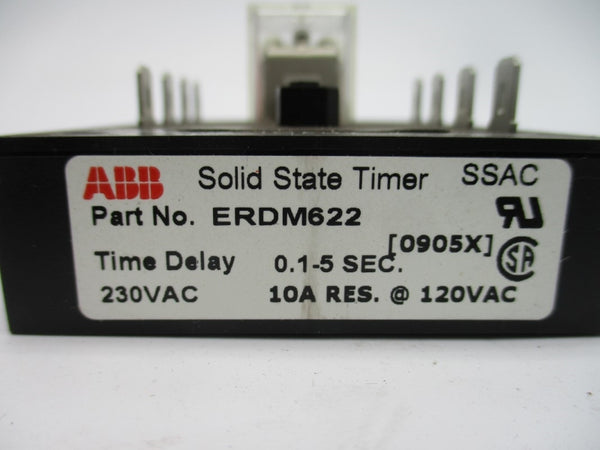 ABB Solid State Timer SSAC
Part No. ERDM622
[0905X]
Time Delay 0.1-5 SEC.
230VAC 10A RES. @ 120VAC